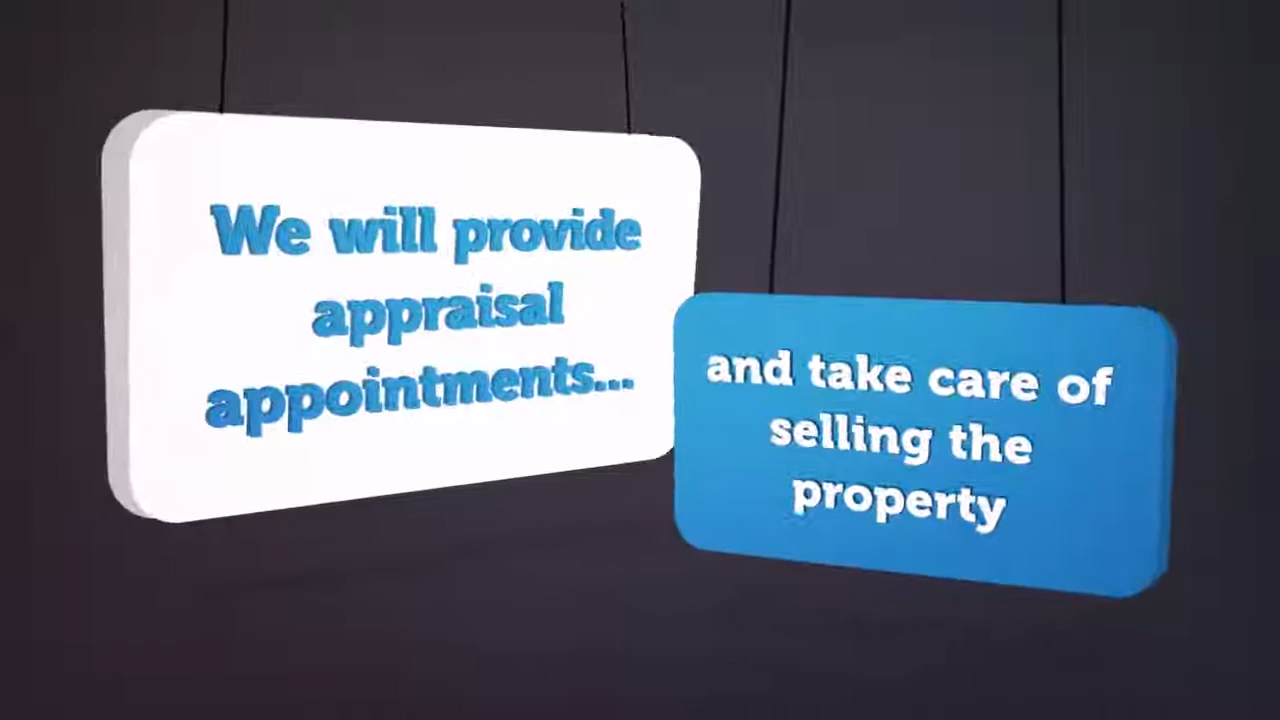 We will provide
appraisal
appointments...
and take care of
selling the
property